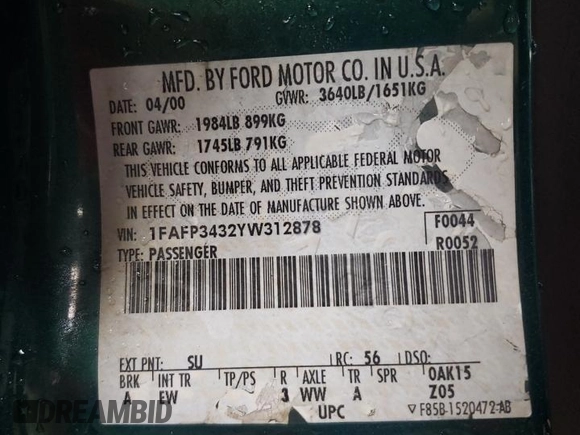 MFD. BY FORD MOTOR CO. IN U.S.A.
DATE: 04/00 GVWR: 3640LB/1651KG
FRONT GAWR: 1984LB 899KG
REAR GAWR: 1745LB 791KG
THIS VEHICLE CONFORMS TO ALL APPLICABLE FEDERAL MOTOR
VEHICLE SAFETY, BUMPER, AND THEFT PREVENTION STANDARDS
IN EFFECT ON THE DATE OF MANUFACTURE SHOWN ABOVE.
VIN: 1FAFP3432YW312878 F0044
TYPE: PASSENGER R0052
EXT PNT: SU RC: 56 DSO:
BRK INT TR TP/PS R AXLE TR SPR 0AK15
A EW 3 WW A Z05
UPC ▽ F85B-1520472-AB
DREAMBID